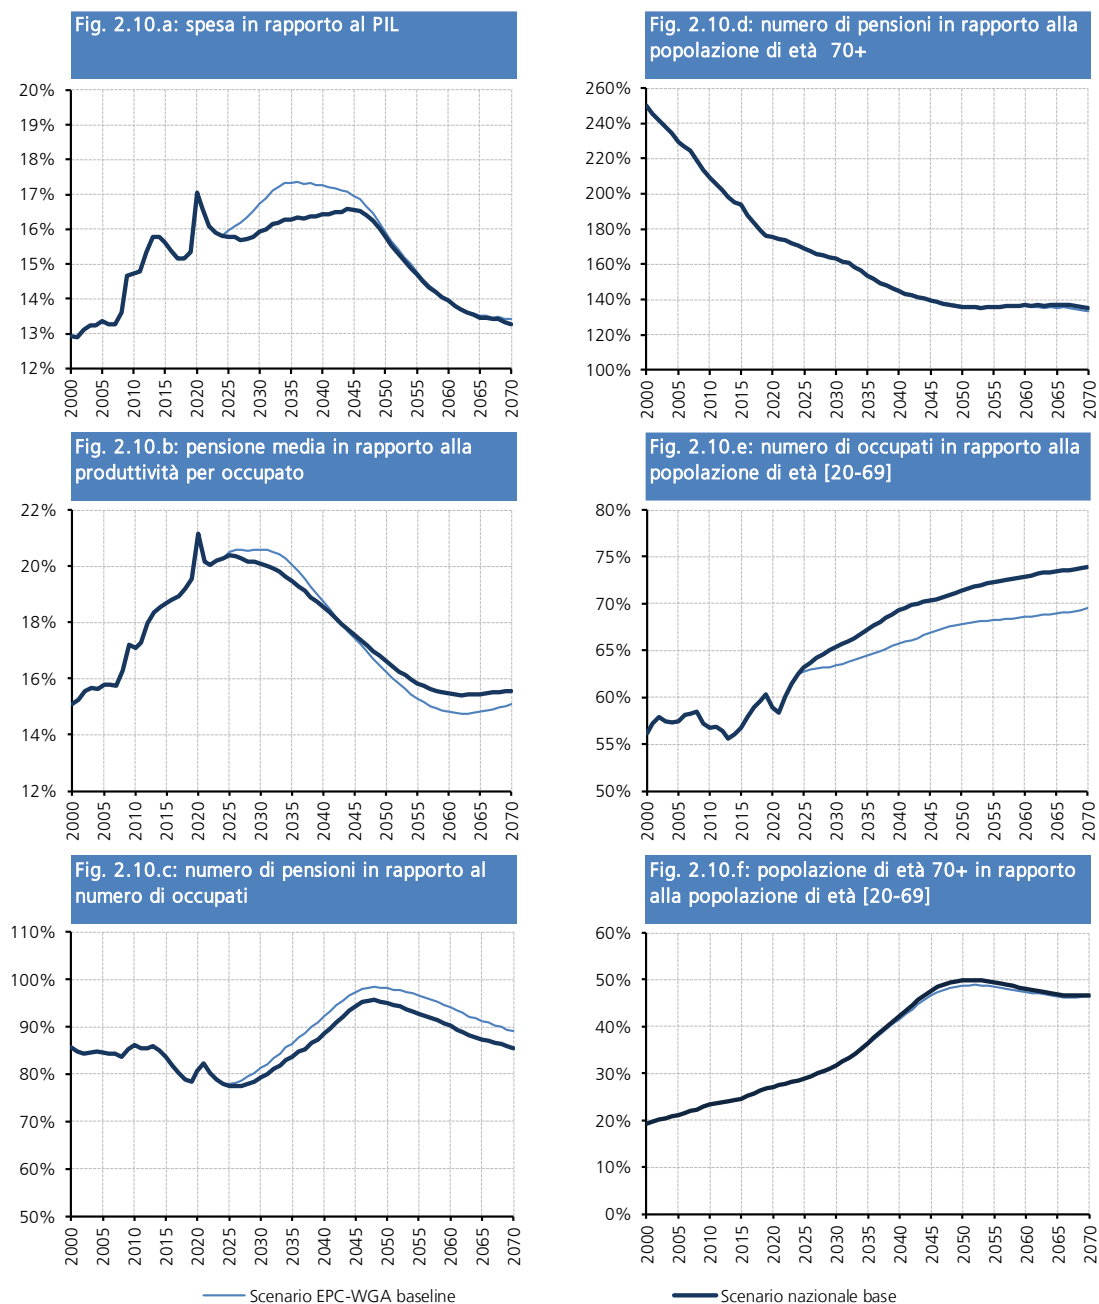 Fig. 2.10.a: spesa in rapporto al PIL
20%
19%
18%
17%
16%
15%
14%
13%
12%
2000 2005 2010 2015 2020 2025 2030 2035 2040 2045 2050 2055 2060 2065 2070
Fig. 2.10.d: numero di pensioni in rapporto alla
popolazione di età 70+
260%
240%
220%
200%
180%
160%
140%
120%
100%
2000 2005 2010 2015 2020 2025 2030 2035 2040 2045 2050 2055 2060 2065 2070
Fig. 2.10.b: pensione media in rapporto alla
produttività per occupato
22%
20%
18%
16%
14%
12%
2000 2005 2010 2015 2020 2025 2030 2035 2040 2045 2050 2055 2060 2065 2070
Fig. 2.10.e: numero di occupati in rapporto alla
popolazione di età [20-69]
80%
75%
70%
65%
60%
55%
50%
2000 2005 2010 2015 2020 2025 2030 2035 2040 2045 2050 2055 2060 2065 2070
Fig. 2.10.c: numero di pensioni in rapporto al
numero di occupati
110%
100%
90%
80%
70%
60%
50%
2000 2005 2010 2015 2020 2025 2030 2035 2040 2045 2050 2055 2060 2065 2070
Fig. 2.10.f: popolazione di età 70+ in rapporto
alla popolazione di età [20-69]
60%
50%
40%
30%
20%
10%
0%
2000 2005 2010 2015 2020 2025 2030 2035 2040 2045 2050 2055 2060 2065 2070
Scenario EPC-WGA baseline
Scenario nazionale base